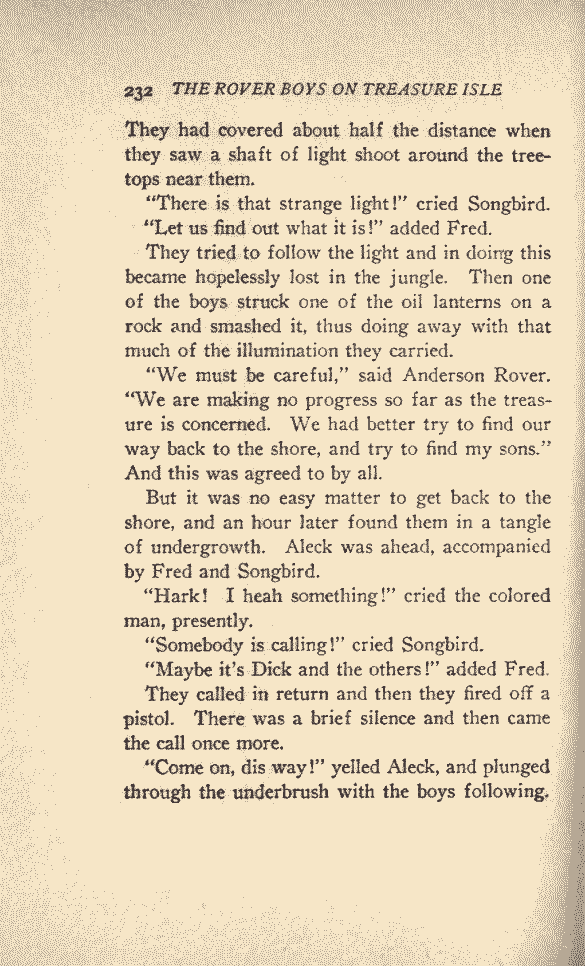 232 THE ROVER BOYS ON TREASURE ISLE
They had covered about half the distance when
they saw a shaft of light shoot around the tree-
tops near them.
“There is that strange light!” cried Songbird.
“Let us find out what it is!” added Fred.
They tried to follow the light and in doing this
became hopelessly lost in the jungle. Then one
of the boys struck one of the oil lanterns on a
rock and smashed it, thus doing away with that
much of the illumination they carried.
“We must be careful,” said Anderson Rover.
“We are making no progress so far as the treas-
ure is concerned. We had better try to find our
way back to the shore, and try to find my sons.”
And this was agreed to by all.
But it was no easy matter to get back to the
shore, and an hour later found them in a tangle
of undergrowth. Aleck was ahead, accompanied
by Fred and Songbird.
“Hark! I heah something!” cried the colored
man, presently.
“Somebody is calling!” cried Songbird.
“Maybe it’s Dick and the others!” added Fred.
They called in return and then they fired off a
pistol. There was a brief silence and then came
the call once more.
“Come on, dis way!” yelled Aleck, and plunged
through the underbrush with the boys following.